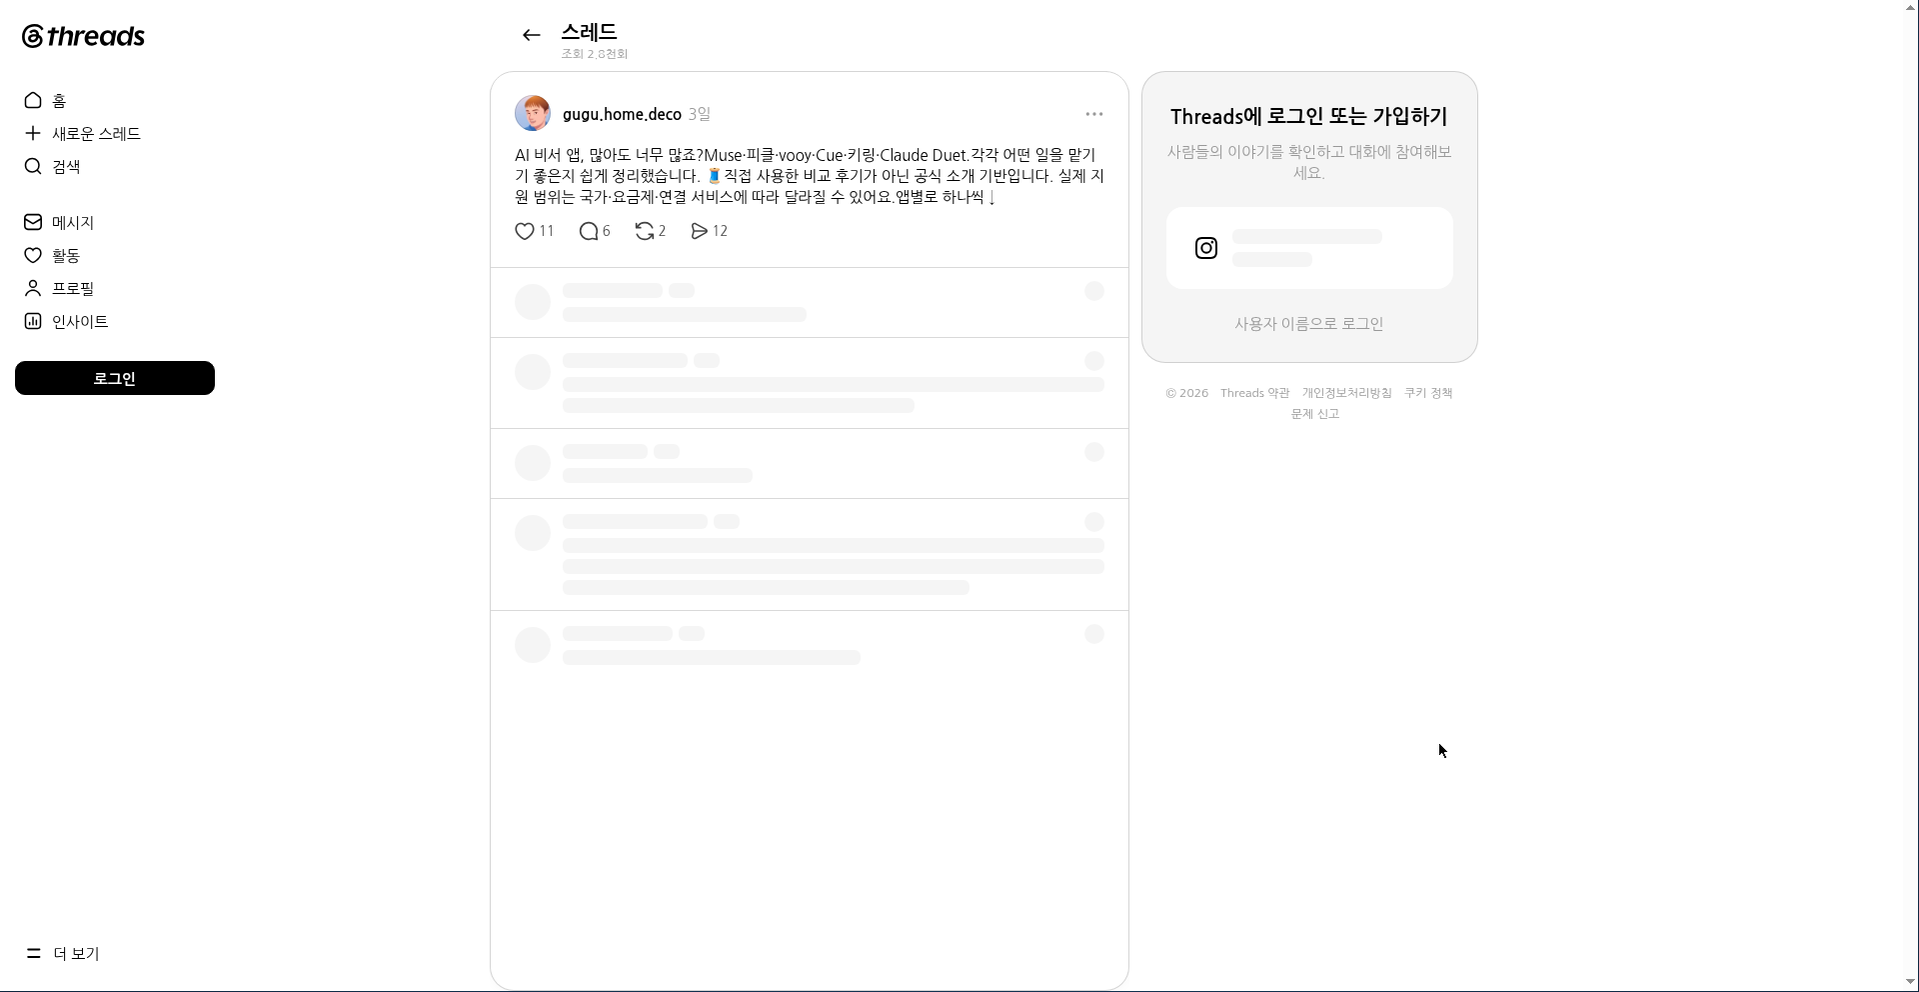 threads
홈
새로운 스레드
검색
메시지
활동
프로필
인사이트
로그인
더 보기
스레드
조회 2.8천회
gugu.home.deco 3일
AI 비서 앱, 많아도 너무 많죠?Muse·피클·vooy·Cue·키링·Claude Duet.각각 어떤 일을 맡기
기 좋은지 쉽게 정리했습니다. 🧵직접 사용한 비교 후기가 아닌 공식 소개 기반입니다. 실제 지
원 범위는 국가·요금제·연결 서비스에 따라 달라질 수 있어요.앱별로 하나씩 ↓
11 6 2 12
Threads에 로그인 또는 가입하기
사람들의 이야기를 확인하고 대화에 참여해보
세요.
사용자 이름으로 로그인
© 2026 Threads 약관 개인정보처리방침 쿠키 정책
문제 신고